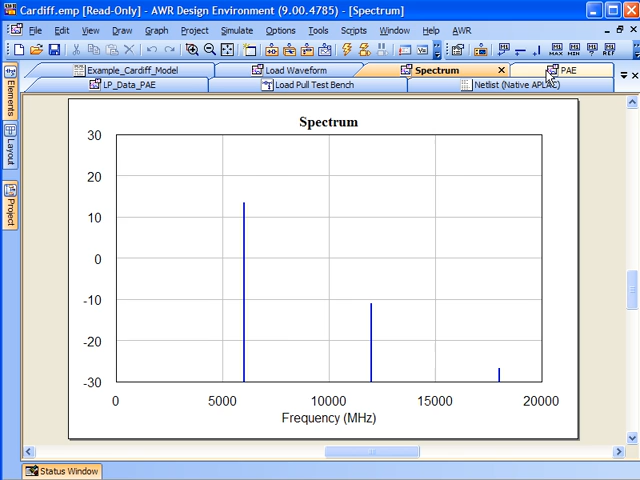 Cardiff.emp [Read-Only] - AWR Design Environment (9.00.4785) - [Spectrum]
File Edit View Draw Graph Project Simulate Options Tools Scripts Window Help AWR
MAX MIN
Example_Cardiff_Model Load Waveform Spectrum PAE
LP_Data_PAE Load Pull Test Bench Netlist (Native APLAC)
Elements
Layout
Project
Spectrum
30
20
10
0
-10
-20
-30
0 5000 10000 15000 20000
Frequency (MHz)
Status Window